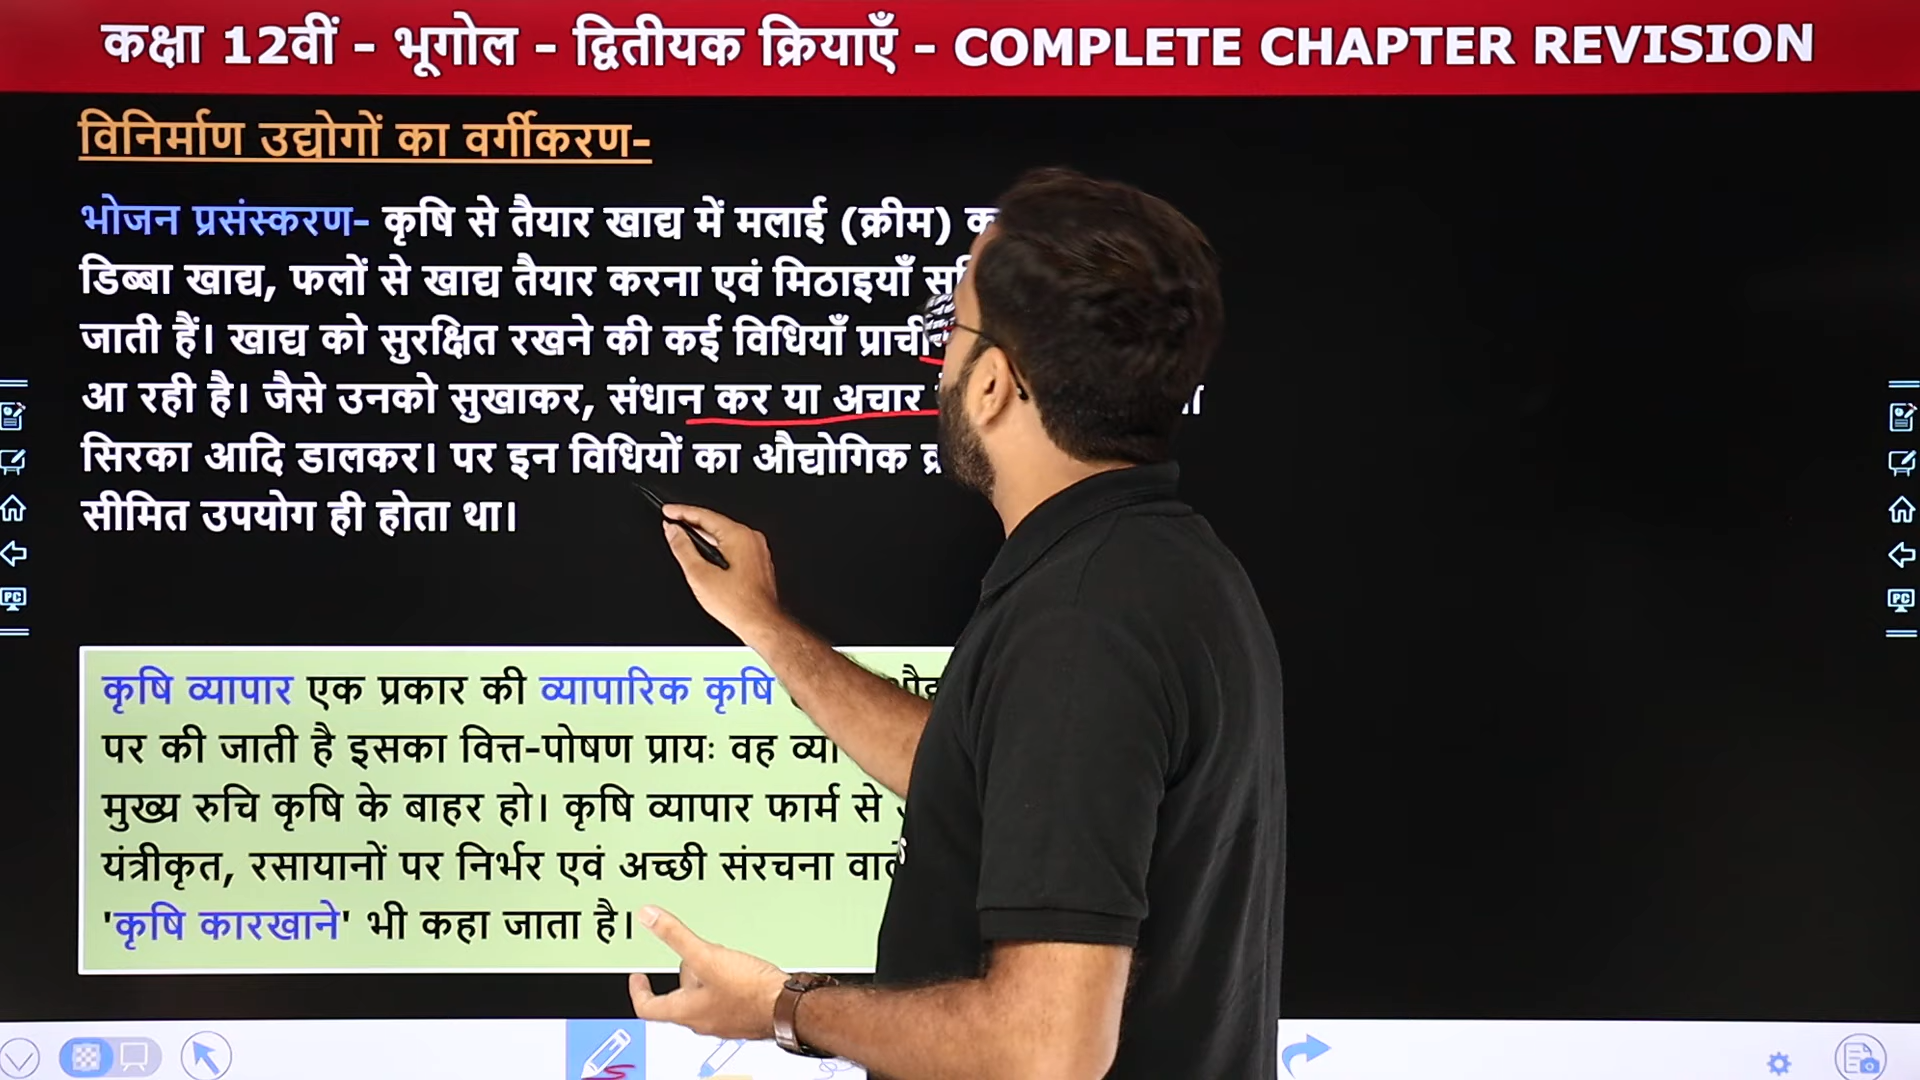 कक्षा 12वीं - भूगोल - द्वितीयक क्रियाएँ - COMPLETE CHAPTER REVISION
विनिर्माण उद्योगों का वर्गीकरण-
भोजन प्रसंस्करण- कृषि से तैयार खाद्य में मलाई (क्रीम)
डिब्बा खाद्य, फलों से खाद्य तैयार करना एवं मिठाइयाँ
जाती हैं। खाद्य को सुरक्षित रखने की कई विधियाँ
आ रही है। जैसे उनको सुखाकर, संधान कर या अचार
सिरका आदि डालकर। पर इन विधियों का औद्योगिक
सीमित उपयोग ही होता था।
कृषि व्यापार एक प्रकार की व्यापारिक कृषि
पर की जाती है इसका वित्त-पोषण प्रायः वह
मुख्य रुचि कृषि के बाहर हो। कृषि व्यापार फार्म से
यंत्रीकृत, रसायानों पर निर्भर एवं अच्छी संरचना
'कृषि कारखाने' भी कहा जाता है।
PC
PC